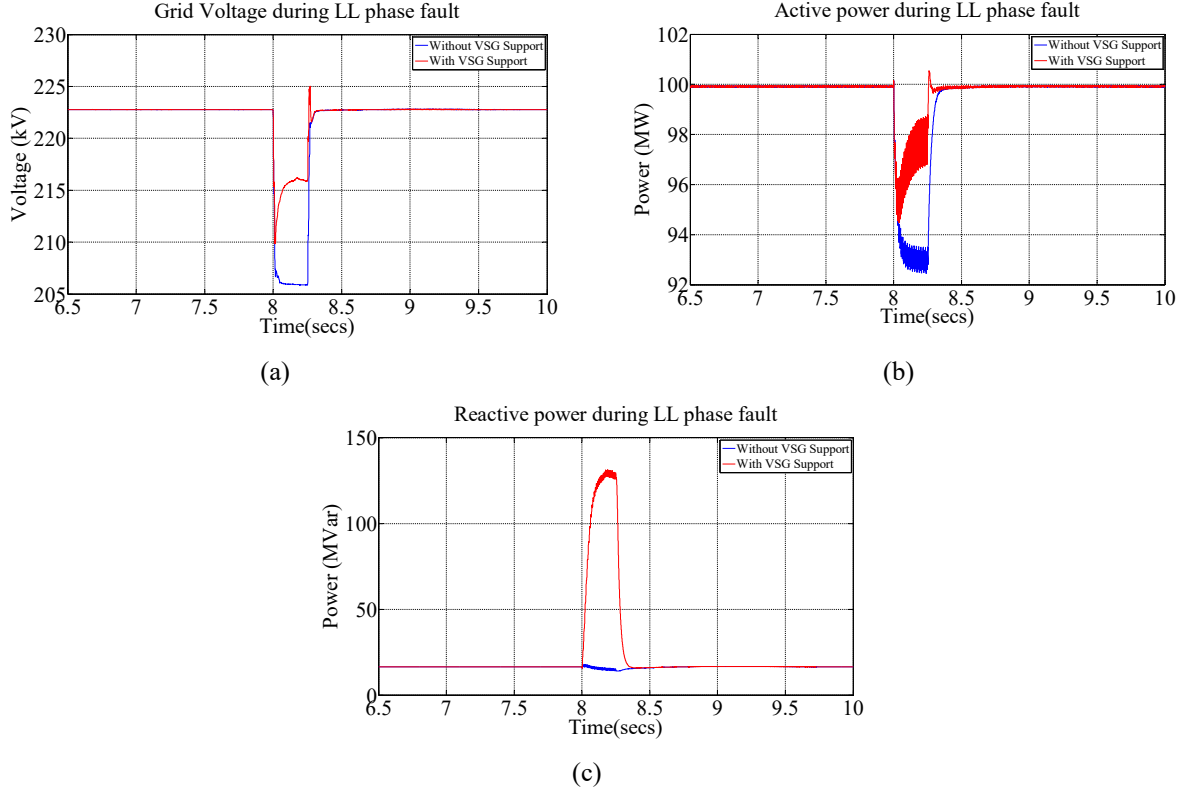 Grid Voltage during LL phase fault
230
225
220
215
210
205
Voltage (kV)
Without VSG Support
With VSG Support
6.5 7 7.5 8 8.5 9 9.5 10
Time(secs)
(a)
Active power during LL phase fault
102
100
98
96
94
92
Power (MW)
Without VSG Support
With VSG Support
6.5 7 7.5 8 8.5 9 9.5 10
Time(secs)
(b)
Reactive power during LL phase fault
150
100
50
0
Power (MVar)
Without VSG Support
With VSG Support
6.5 7 7.5 8 8.5 9 9.5 10
Time(secs)
(c)